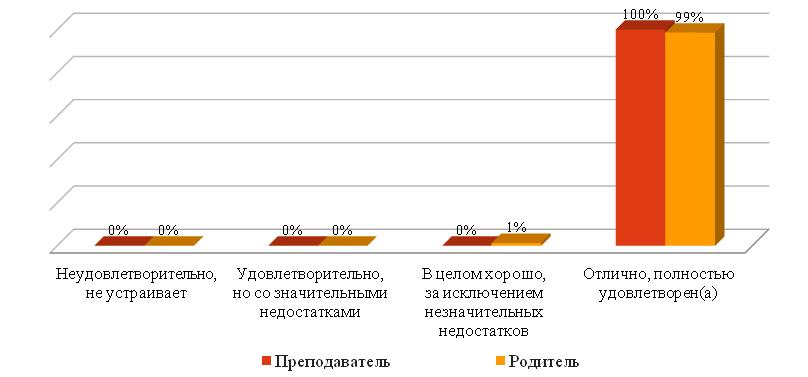 100% 99%
0% 0% 0% 0% 0% 1%
Неудовлетворительно,
не устраивает
Удовлетворительно,
но со значительными
недостатками
В целом хорошо,
за исключением
незначительных
недостатков
Отлично, полностью
удовлетворен(а)
Преподаватель Родитель